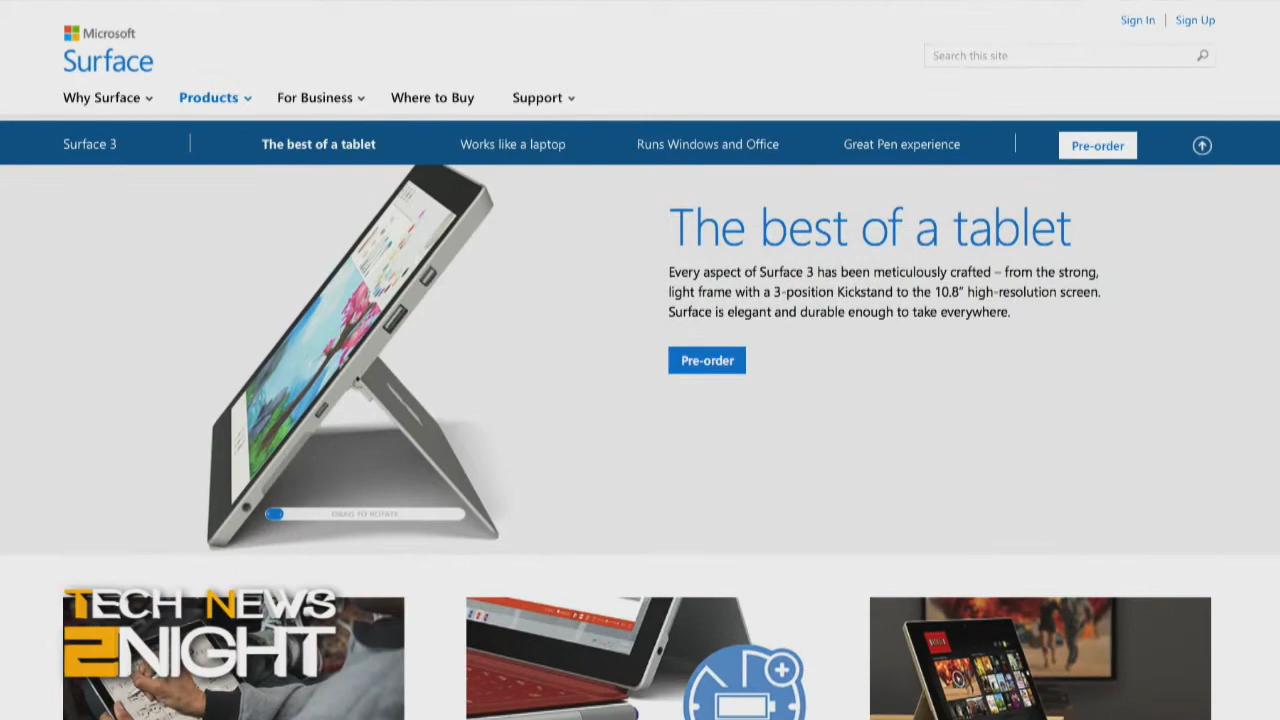 Sign In | Sign Up
Microsoft
Surface
Search this site
Why Surface
Products
For Business
Where to Buy
Support
Surface 3
The best of a tablet
Works like a laptop
Runs Windows and Office
Great Pen experience
Pre-order
The best of a tablet
Every aspect of Surface 3 has been meticulously crafted – from the strong,
light frame with a 3-position Kickstand to the 10.8" high-resolution screen.
Surface is elegant and durable enough to take everywhere.
Pre-order
DRAG TO ROTATE
TECH NEWS
2NIGHT
NETFLIX